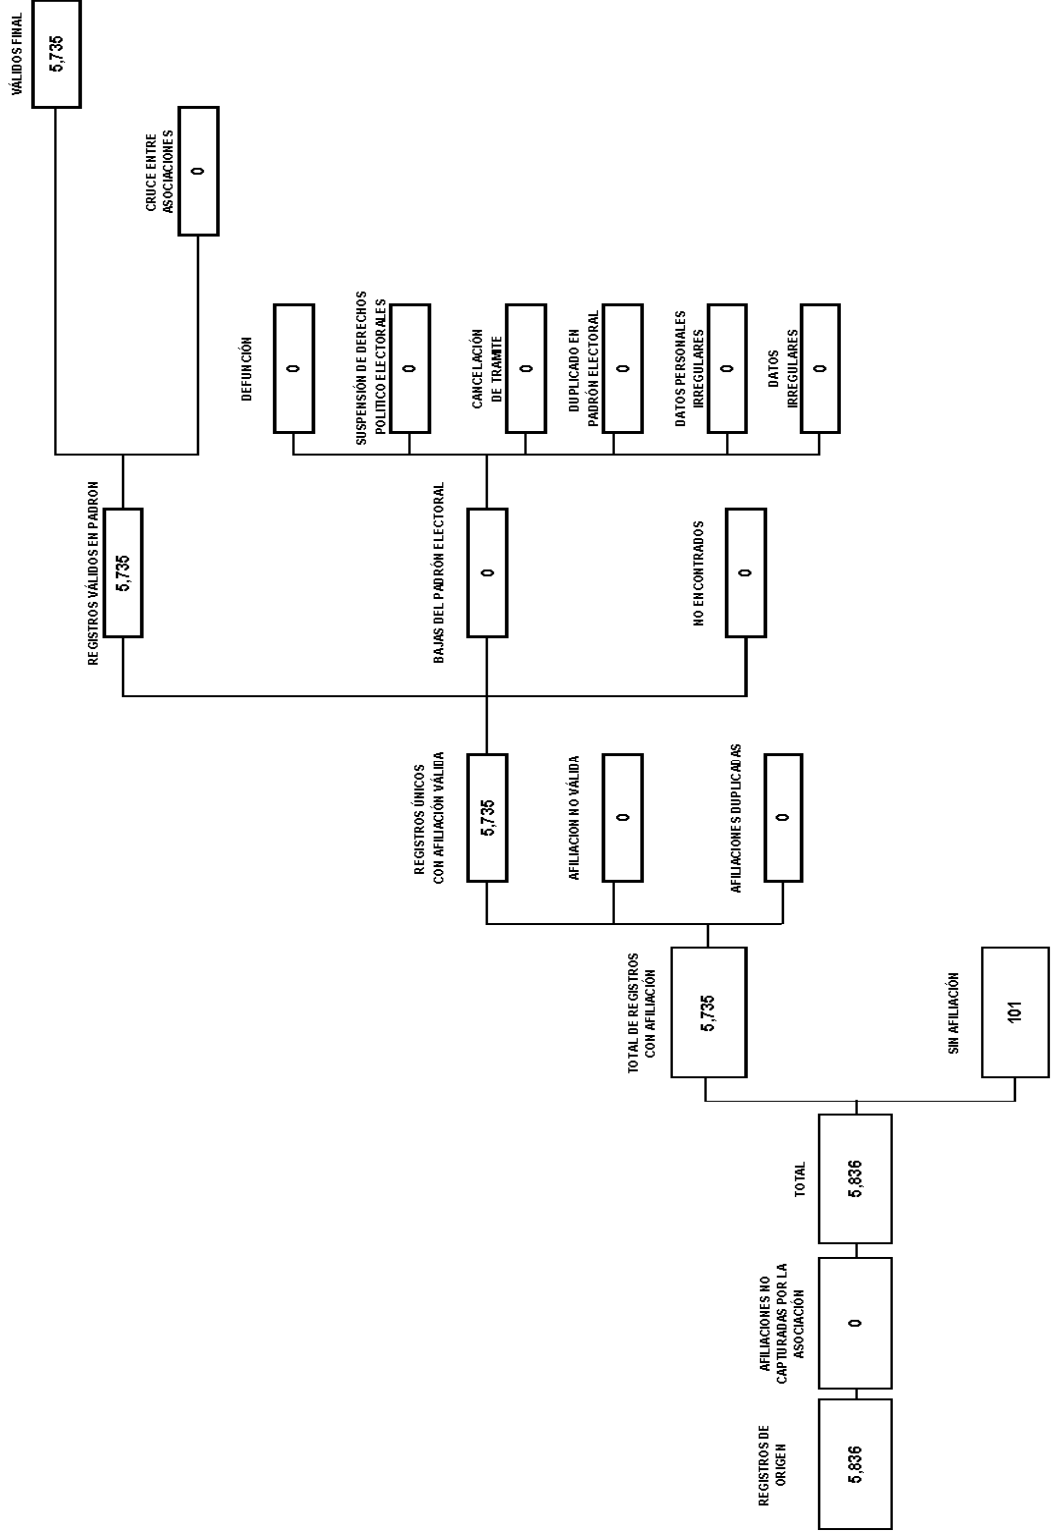 REGISTROS DE
ORIGEN
5,836
AFILIACIONES NO
CAPTURADAS POR LA
ASOCIACIÓN
0
TOTAL
5,836
TOTAL DE REGISTROS
CON AFILIACIÓN
5,735
SIN AFILIACIÓN
101
REGISTROS ÚNICOS
CON AFILIACIÓN VÁLIDA
5,735
AFILIACION NO VÁLIDA
0
AFILIACIONES DUPLICADAS
0
REGISTROS VÁLIDOS EN PADRON
5,735
BAJAS DEL PADRÓN ELECTORAL
0
NO ENCONTRADOS
0
DEFUNCIÓN
0
SUSPENSIÓN DE DERECHOS
POLITICO ELECTORALES
0
CANCELACIÓN
DE TRAMITE
0
DUPLICADO EN
PADRÓN ELECTORAL
0
DATOS PERSONALES
IRREGULARES
0
DATOS
IRREGULARES
0
VÁLIDOS FINAL
5,735
CRUCE ENTRE
ASOCIACIONES
0